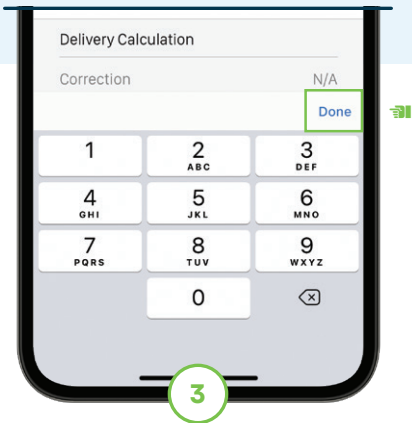 Delivery Calculation
Correction N/A
Done
1 2 3
ABC DEF
4 5 6
GHI JKL MNO
7 8 9
PQRS TUV WXYZ
0
3